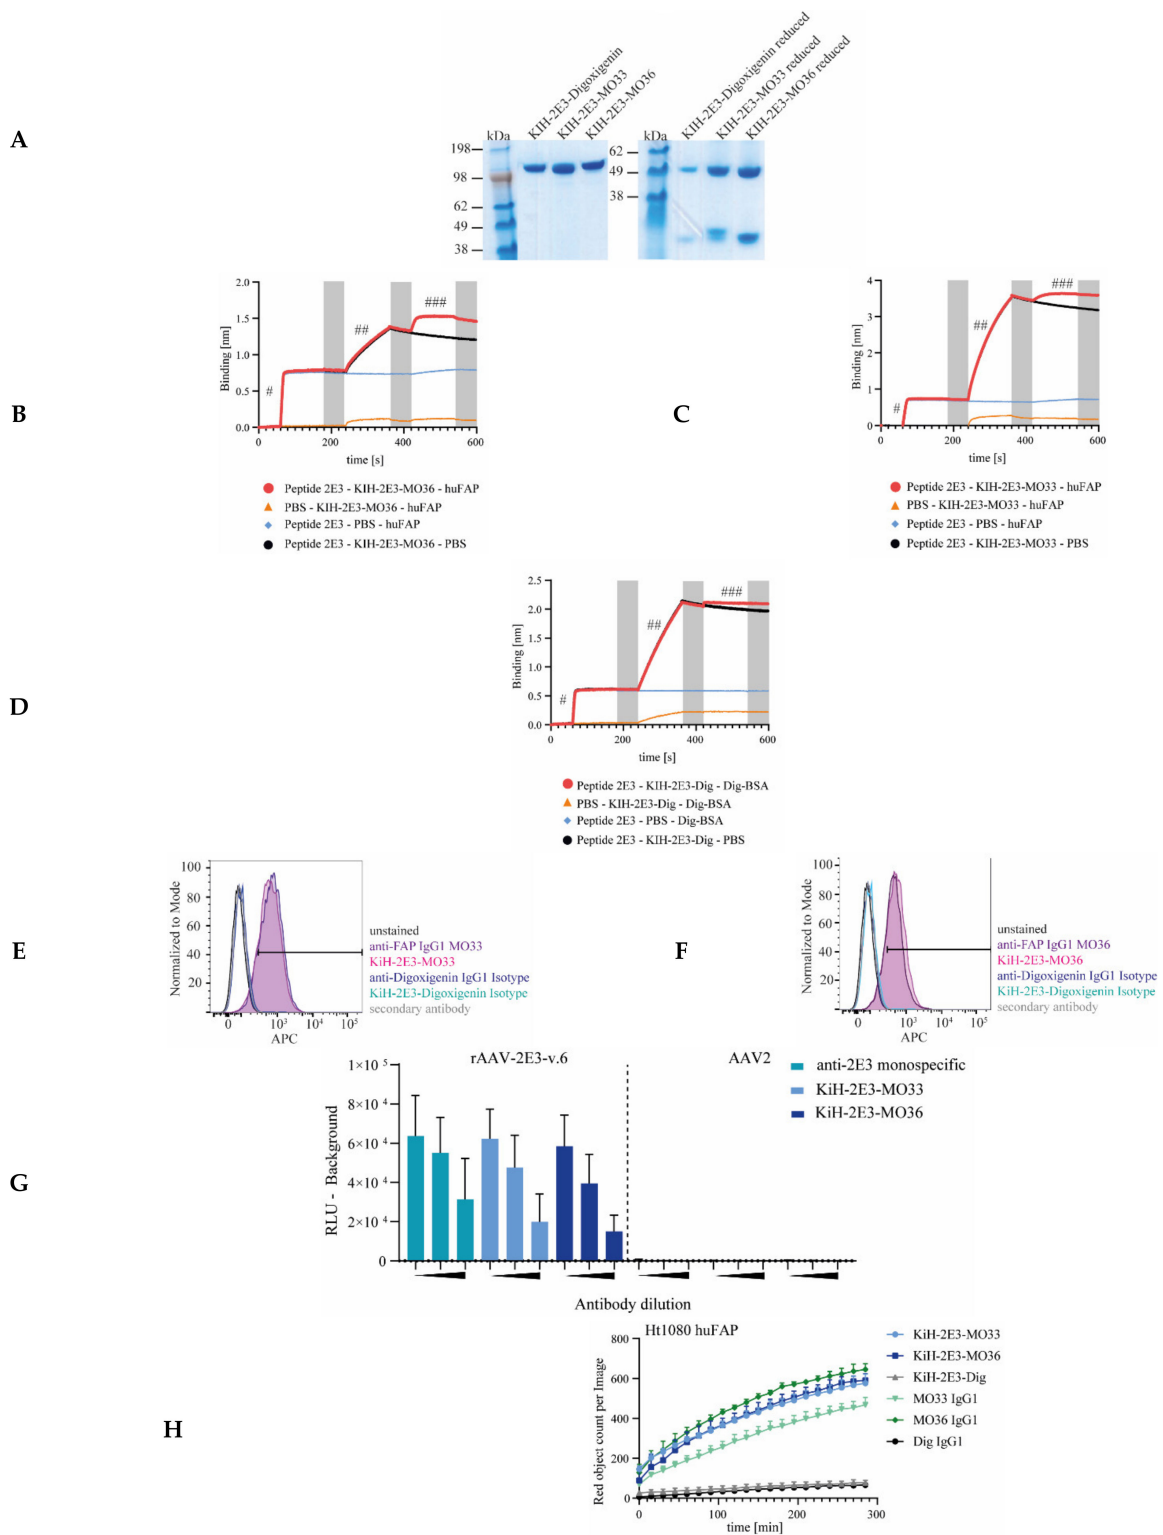 A
KIH-2E3-Digoxigenin
KIH-2E3-MO33
KIH-2E3-MO36
KIH-2E3-Digoxigenin reduced
KIH-2E3-MO33 reduced
KIH-2E3-MO36 reduced
kDa
198
98
62
49
38
kDa
62
49
38
B
Binding [nm]
2.0
1.5
1.0
0.5
0.0
#
##
###
0 200 400 600
time [s]
Peptide 2E3 - KIH-2E3-MO36 - huFAP
PBS - KIH-2E3-MO36 - huFAP
Peptide 2E3 - PBS - huFAP
Peptide 2E3 - KIH-2E3-MO36 - PBS
C
Binding [nm]
4
3
2
1
0
#
##
###
0 200 400 600
time [s]
Peptide 2E3 - KIH-2E3-MO33 - huFAP
PBS - KIH-2E3-MO33 - huFAP
Peptide 2E3 - PBS - huFAP
Peptide 2E3 - KIH-2E3-MO33 - PBS
D
Binding [nm]
2.5
2.0
1.5
1.0
0.5
0.0
#
##
###
0 200 400 600
time [s]
Peptide 2E3 - KIH-2E3-Dig - Dig-BSA
PBS - KIH-2E3-Dig - Dig-BSA
Peptide 2E3 - PBS - Dig-BSA
Peptide 2E3 - KIH-2E3-Dig - PBS
E
Normalized to Mode
100
80
60
40
20
0 10³ 10⁴ 10⁵
APC
unstained
anti-FAP IgG1 MO33
KiH-2E3-MO33
anti-Digoxigenin IgG1 Isotype
KiH-2E3-Digoxigenin Isotype
secondary antibody
F
Normalized to Mode
100
80
60
40
20
0 10³ 10⁴ 10⁵
APC
unstained
anti-FAP IgG1 MO36
KiH-2E3-MO36
anti-Digoxigenin IgG1 Isotype
KiH-2E3-Digoxigenin Isotype
secondary antibody
G
rAAV-2E3-v.6
AAV2
RLU - Background
1×10⁵
8×10⁴
6×10⁴
4×10⁴
2×10⁴
0
Antibody dilution
anti-2E3 monospecific
KiH-2E3-MO33
KiH-2E3-MO36
H
Ht1080 huFAP
Red object count per Image
800
600
400
200
0
0 100 200 300
time [min]
KiH-2E3-MO33
KiH-2E3-MO36
KiH-2E3-Dig
MO33 IgG1
MO36 IgG1
Dig IgG1